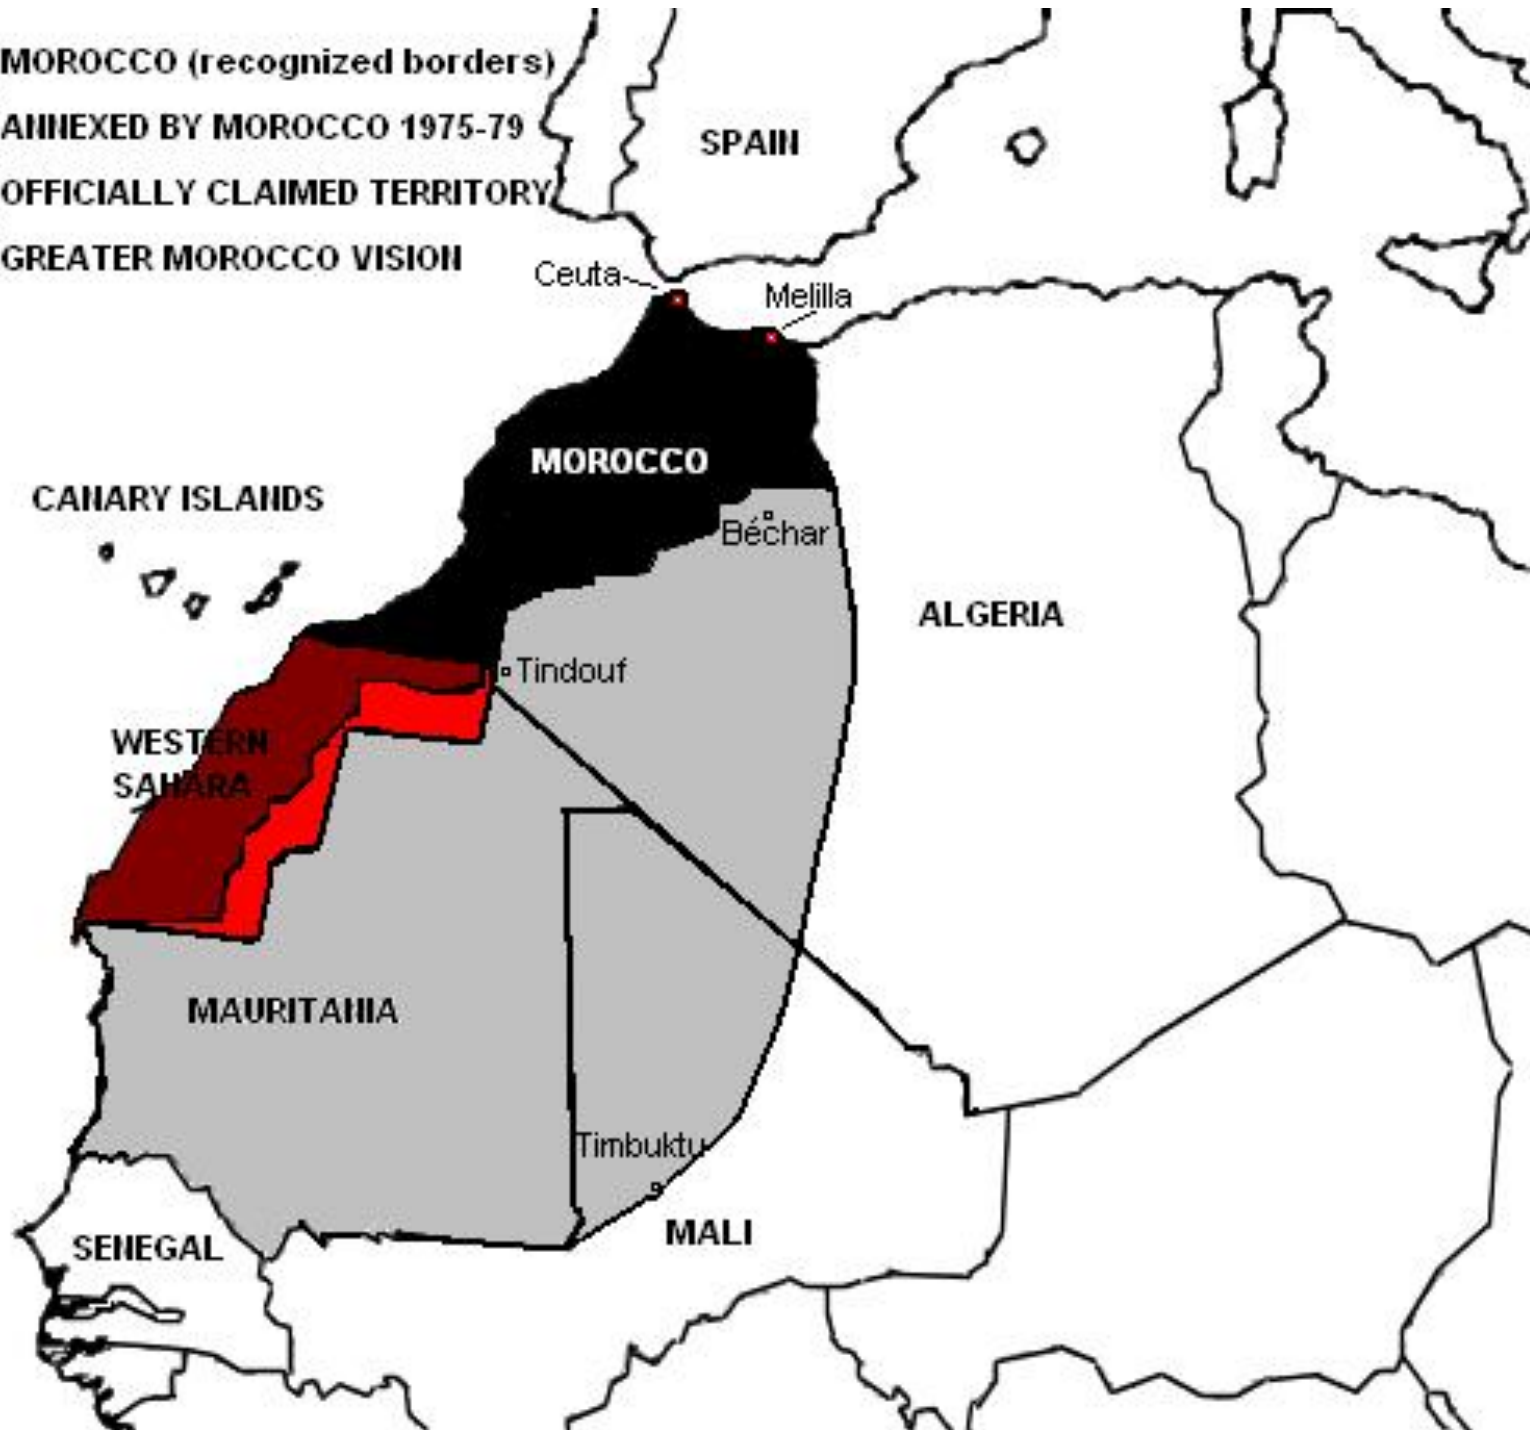 MOROCCO (recognized borders)
ANNEXED BY MOROCCO 1975-79
OFFICIALLY CLAIMED TERRITORY
GREATER MOROCCO VISION
SPAIN
Ceuta
Melilla
MOROCCO
CANARY ISLANDS
Béchar
ALGERIA
Tindouf
WESTERN
SAHARA
MAURITANIA
Timbuktu
MALI
SENEGAL